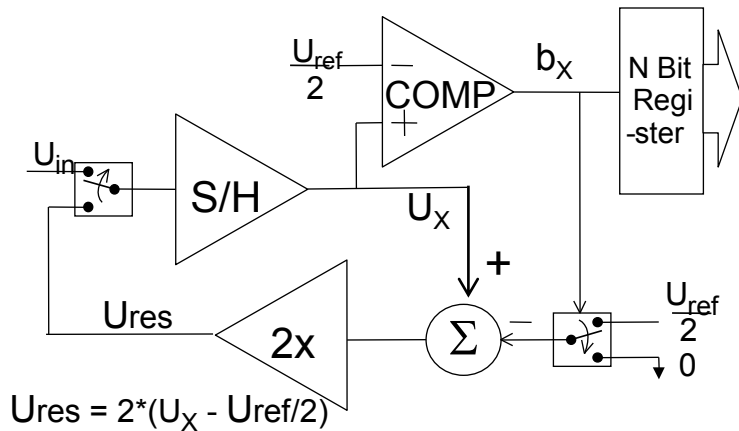 Uref
2
COMP
bX
N Bit
Regi
-ster
Uin
S/H
UX
+
Ures
2x
Σ
Uref
2
0
Ures = 2*(UX - Uref/2)